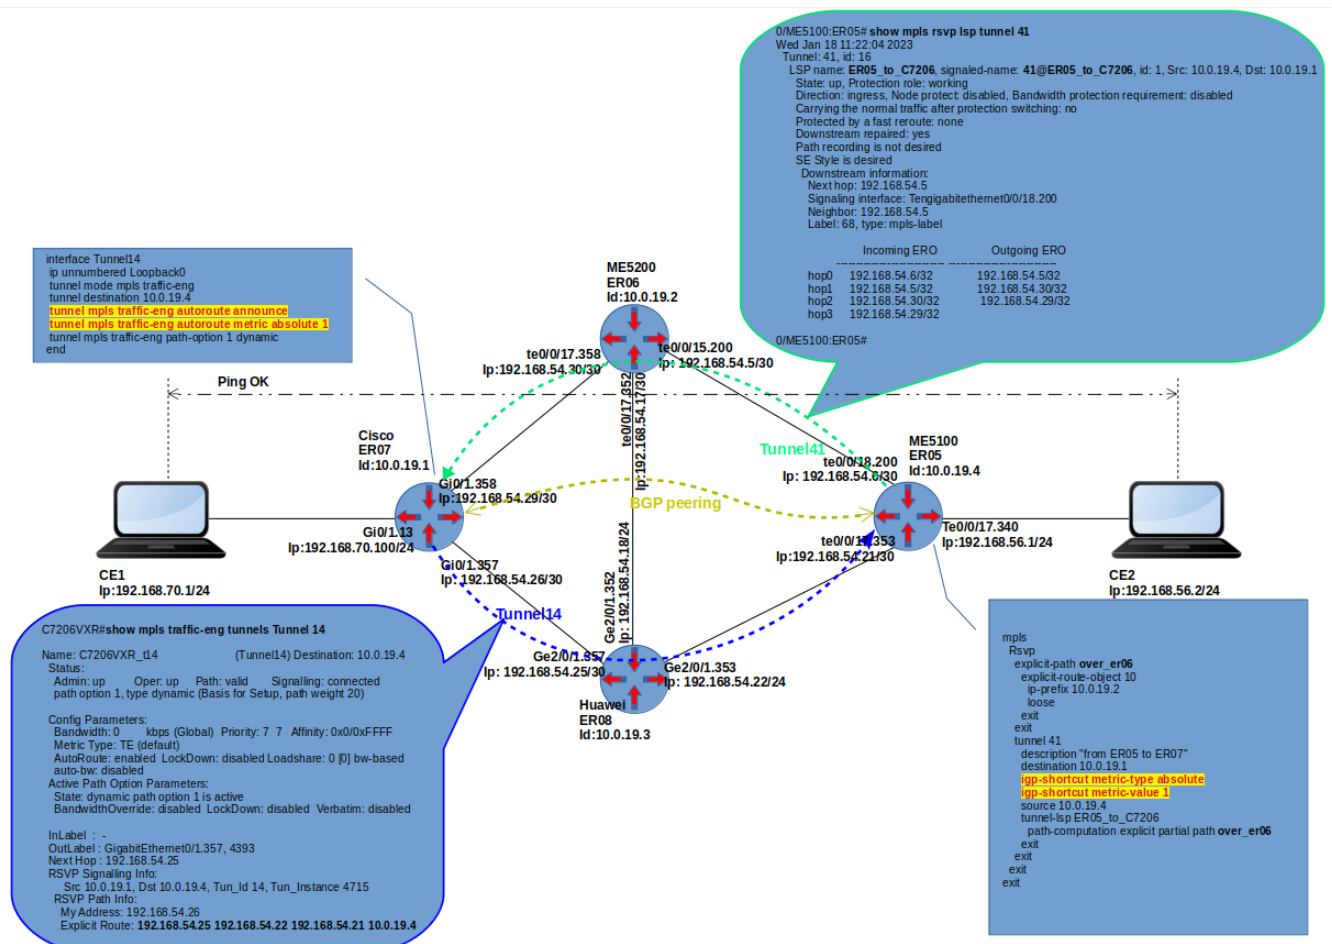 0/ME5100:ER05# show mpls rsvp lsp tunnel 41
Wed Jan 18 11:22:04 2023
Tunnel: 41, id: 16
LSP name: ER05_to_C7206, signaled-name: 41@ER05_to_C7206, id: 1, Src: 10.0.19.4, Dst: 10.0.19.1
State: up, Protection role: working
Direction: ingress, Node protect disabled, Bandwidth protection requirement: disabled
Carrying the normal traffic after protection switching: no
Protected by a fast reroute: none
Downstream repaired: yes
Path recording is not desired
SE Style is desired
Downstream information:
Next hop: 192.168.54.5
Signaling interface: Tengigabitethernet0/0/18.200
Neighbor: 192.168.54.5
Label: 68, type: mpls-label
Incoming ERO Outgoing ERO
---------------------------- ----------------------------
hop0 192.168.54.6/32 192.168.54.5/32
hop1 192.168.54.5/32 192.168.54.30/32
hop2 192.168.54.30/32 192.168.54.29/32
hop3 192.168.54.29/32
0/ME5100:ER05#
interface Tunnel14
ip unnumbered Loopback0
tunnel mode mpls traffic-eng
tunnel destination 10.0.19.4
tunnel mpls traffic-eng autoroute announce
tunnel mpls traffic-eng autoroute metric absolute 1
tunnel mpls traffic-eng path-option 1 dynamic
end
ME5200
ER06
Id:10.0.19.2
te0/0/17.358
Ip:192.168.54.30/30
te0/0/15.200
Ip: 192.168.54.5/30
te0/0/17.352
Ip:192.168.54.17/30
Ping OK
Cisco
ER07
Id:10.0.19.1
Gi0/1.358
Ip:192.168.54.29/30
Gi0/1.13
Ip:192.168.70.100/24
Gi0/1.357
Ip: 192.168.54.26/30
Tunnel41
BGP peering
ME5100
ER05
Id:10.0.19.4
te0/0/18.200
Ip: 192.168.54.6/30
te0/0/17.353
Ip:192.168.54.21/30
Te0/0/17.340
Ip:192.168.56.1/24
CE1
Ip:192.168.70.1/24
CE2
Ip:192.168.56.2/24
Tunnel14
Ge2/0/1.352
Ip: 192.168.54.18/24
Ge2/0/1.357
Ip: 192.168.54.25/30
Ge2/0/1.353
Ip: 192.168.54.22/24
Huawei
ER08
Id:10.0.19.3
C7206VXR#show mpls traffic-eng tunnels Tunnel 14
Name: C7206VXR_t14 (Tunnel14) Destination: 10.0.19.4
Status:
Admin: up Oper: up Path: valid Signalling: connected
path option 1, type dynamic (Basis for Setup, path weight 20)
Config Parameters:
Bandwidth: 0 kbps (Global) Priority: 7 7 Affinity: 0x0/0xFFFF
Metric Type: TE (default)
AutoRoute: enabled LockDown: disabled Loadshare: 0 [0] bw-based
auto-bw: disabled
Active Path Option Parameters:
State: dynamic path option 1 is active
BandwidthOverride: disabled LockDown: disabled Verbatim: disabled
InLabel : -
OutLabel : GigabitEthernet0/1.357, 4393
Next Hop : 192.168.54.25
RSVP Signalling Info:
Src 10.0.19.1, Dst 10.0.19.4, Tun_Id 14, Tun_Instance 4715
RSVP Path Info:
My Address: 192.168.54.26
Explicit Route: 192.168.54.25 192.168.54.22 192.168.54.21 10.0.19.4
mpls
Rsvp
explicit-path over_er06
explicit-route-object 10
ip-prefix 10.0.19.2
loose
exit
exit
tunnel 41
description "from ER05 to ER07"
destination 10.0.19.1
igp-shortcut metric-type absolute
igp-shortcut metric-value 1
source 10.0.19.4
tunnel-lsp ER05_to_C7206
path-computation explicit partial path over_er06
exit
exit
exit
exit